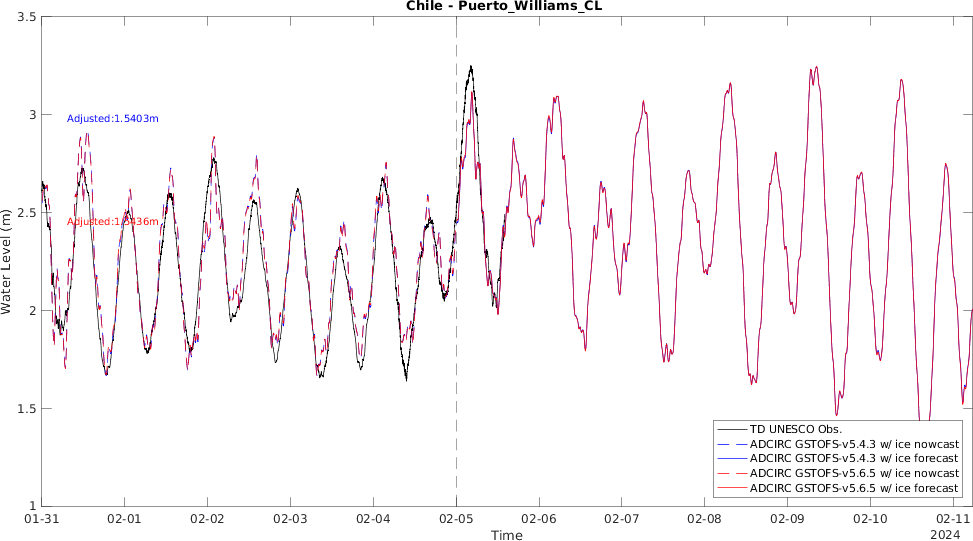 Chile - Puerto_Williams_CL
3.5
3
2.5
2
1.5
1
Water Level (m)
Adjusted:1.5403m
Adjusted:1.5436m
TD UNESCO Obs.
ADCIRC GSTOFS-v5.4.3 w/ ice nowcast
ADCIRC GSTOFS-v5.4.3 w/ ice forecast
ADCIRC GSTOFS-v5.6.5 w/ ice nowcast
ADCIRC GSTOFS-v5.6.5 w/ ice forecast
01-31 02-01 02-02 02-03 02-04 02-05 02-06 02-07 02-08 02-09 02-10 02-11
Time
2024